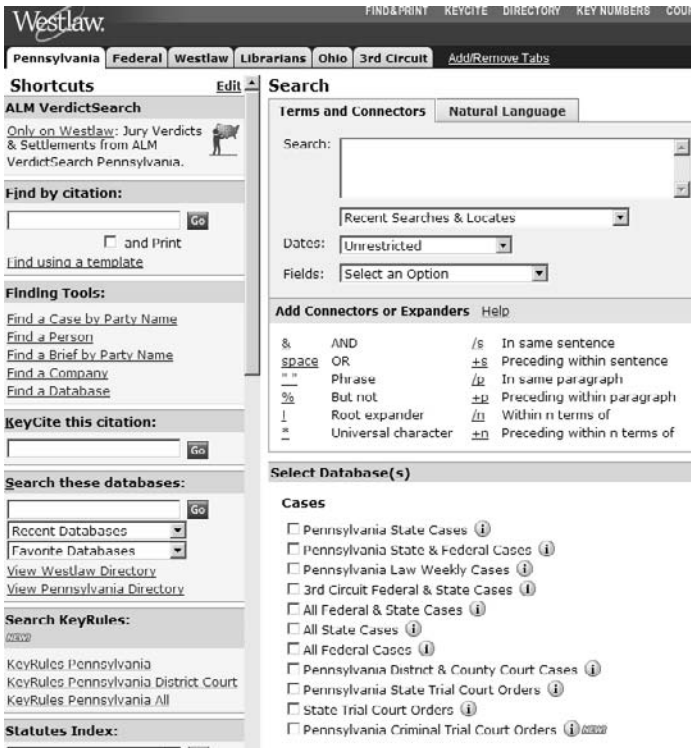 Westlaw.
FIND&PRINT KEYCITE DIRECTORY KEY NUMBERS COU
Pennsylvania Federal Westlaw Librarians Ohio 3rd Circuit Add/Remove Tabs
Shortcuts Edit
ALM VerdictSearch
Only on Westlaw: Jury Verdicts
& Settlements from ALM
VerdictSearch Pennsylvania.
Find by citation:
Go
and Print
Find using a template
Finding Tools:
Find a Case by Party Name
Find a Person
Find a Brief by Party Name
Find a Company
Find a Database
KeyCite this citation:
Go
Search these databases:
Go
Recent Databases
Favorite Databases
View Westlaw Directory
View Pennsylvania Directory
Search KeyRules:
NEW!
KeyRules Pennsylvania
KeyRules Pennsylvania District Court
KeyRules Pennsylvania All
Statutes Index:
Search
Terms and Connectors Natural Language
Search:
Recent Searches & Locates
Dates: Unrestricted
Fields: Select an Option
Add Connectors or Expanders Help
& AND /s In same sentence
space OR +s Preceding within sentence
" " Phrase /p In same paragraph
% But not +p Preceding within paragraph
! Root expander /n Within n terms of
* Universal character +n Preceding within n terms of
Select Database(s)
Cases
Pennsylvania State Cases i
Pennsylvania State & Federal Cases i
Pennsylvania Law Weekly Cases i
3rd Circuit Federal & State Cases i
All Federal & State Cases i
All State Cases i
All Federal Cases i
Pennsylvania District & County Court Cases i
Pennsylvania State Trial Court Orders i
State Trial Court Orders i
Pennsylvania Criminal Trial Court Orders i NEW!